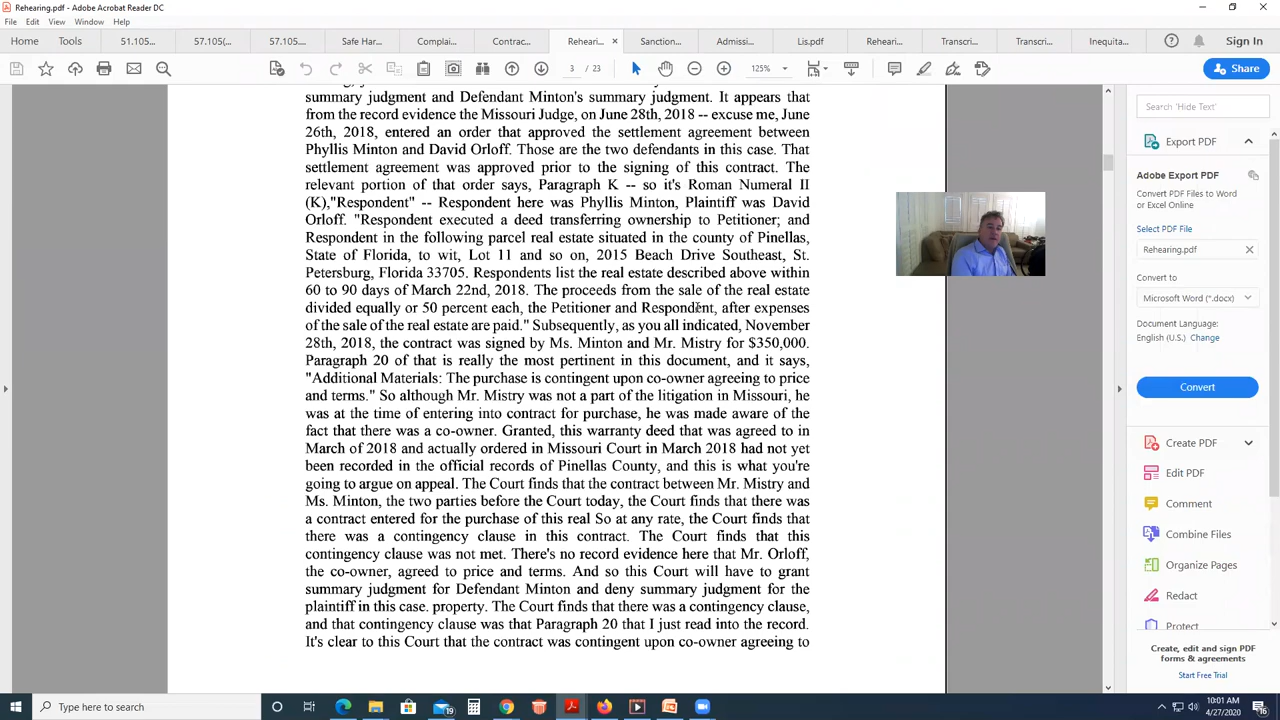 Rehearing.pdf - Adobe Acrobat Reader DC
File Edit View Window Help
Home Tools 51.105... 57.105(... 57.105... Safe Har... Complai... Contrac... Reheari... × Sanction... Admissi... Lis.pdf Reheari... Transcri... Transcri... Inequita... Sign In
3 / 23 125% Share
summary judgment and Defendant Minton's summary judgment. It appears that
from the record evidence the Missouri Judge, on June 28th, 2018 -- excuse me, June
26th, 2018, entered an order that approved the settlement agreement between
Phyllis Minton and David Orloff. Those are the two defendants in this case. That
settlement agreement was approved prior to the signing of this contract. The
relevant portion of that order says, Paragraph K -- so it's Roman Numeral II
(K),"Respondent" -- Respondent here was Phyllis Minton, Plaintiff was David
Orloff. "Respondent executed a deed transferring ownership to Petitioner; and
Respondent in the following parcel real estate situated in the county of Pinellas,
State of Florida, to wit, Lot 11 and so on, 2015 Beach Drive Southeast, St.
Petersburg, Florida 33705. Respondents list the real estate described above within
60 to 90 days of March 22nd, 2018. The proceeds from the sale of the real estate
divided equally or 50 percent each, the Petitioner and Respondent, after expenses
of the sale of the real estate are paid." Subsequently, as you all indicated, November
28th, 2018, the contract was signed by Ms. Minton and Mr. Mistry for $350,000.
Paragraph 20 of that is really the most pertinent in this document, and it says,
"Additional Materials: The purchase is contingent upon co-owner agreeing to price
and terms." So although Mr. Mistry was not a part of the litigation in Missouri, he
was at the time of entering into contract for purchase, he was made aware of the
fact that there was a co-owner. Granted, this warranty deed that was agreed to in
March of 2018 and actually ordered in Missouri Court in March 2018 had not yet
been recorded in the official records of Pinellas County, and this is what you're
going to argue on appeal. The Court finds that the contract between Mr. Mistry and
Ms. Minton, the two parties before the Court today, the Court finds that there was
a contract entered for the purchase of this real So at any rate, the Court finds that
there was a contingency clause in this contract. The Court finds that this
contingency clause was not met. There's no record evidence here that Mr. Orloff,
the co-owner, agreed to price and terms. And so this Court will have to grant
summary judgment for Defendant Minton and deny summary judgment for the
plaintiff in this case. property. The Court finds that there was a contingency clause,
and that contingency clause was that Paragraph 20 that I just read into the record.
It's clear to this Court that the contract was contingent upon co-owner agreeing to
Search 'Hide Text'
Export PDF
Adobe Export PDF
Convert PDF Files to Word
or Excel Online
Select PDF File
Rehearing.pdf
Convert to
Microsoft Word (*.docx)
Document Language:
English (U.S.) Change
Convert
Create PDF
Edit PDF
Comment
Combine Files
Organize Pages
Redact
Protect
Create, edit and sign PDF
forms & agreements
Start Free Trial
Type here to search
19
10:01 AM
4/27/2020
16